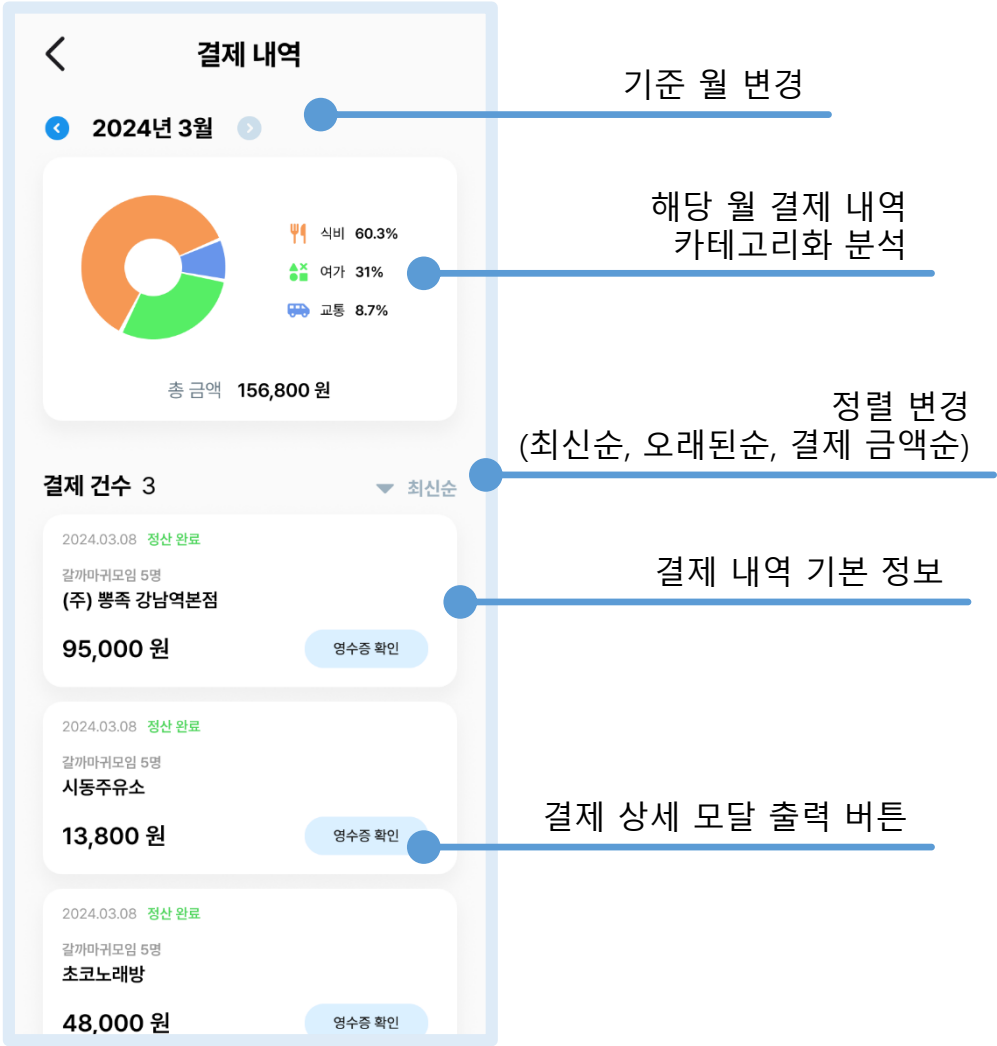 결제 내역
기준 월 변경
2024년 3월
해당 월 결제 내역
카테고리화 분석
식비 60.3%
여가 31%
교통 8.7%
총 금액 156,800 원
정렬 변경
(최신순, 오래된순, 결제 금액순)
결제 건수 3
최신순
2024.03.08 정산 완료
갈까마귀모임 5명
(주) 뽕족 강남역본점
95,000 원
영수증 확인
결제 내역 기본 정보
2024.03.08 정산 완료
갈까마귀모임 5명
시동주유소
13,800 원
영수증 확인
결제 상세 모달 출력 버튼
2024.03.08 정산 완료
갈까마귀모임 5명
초코노래방
48,000 원
영수증 확인